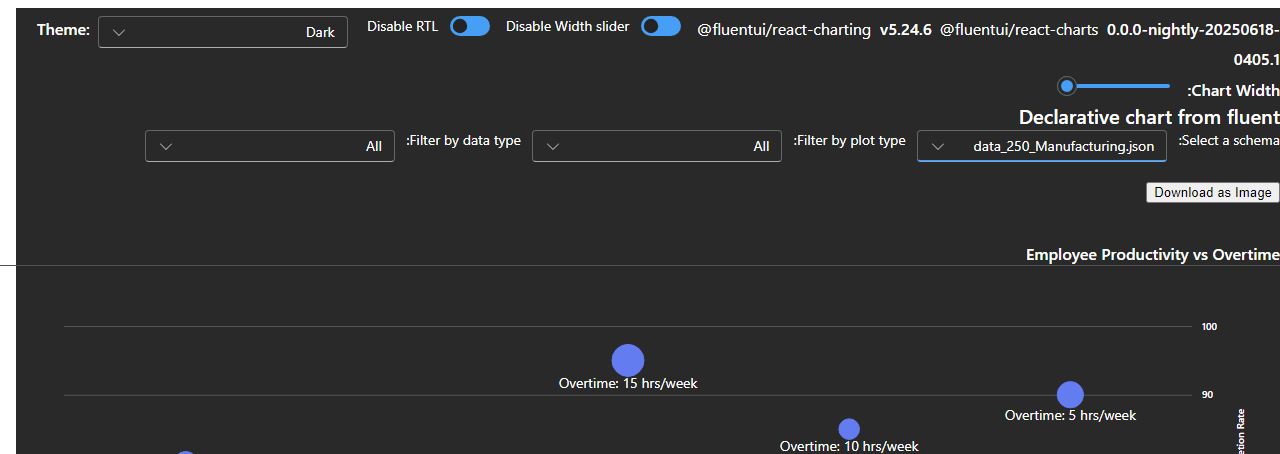 Theme: Dark Disable RTL Disable Width slider @fluentui/react-charting v5.24.6 @fluentui/react-charts 0.0.0-nightly-20250618-
0405.1
:Chart Width
Declarative chart from fluent
All :Filter by data type All :Filter by plot type data_250_Manufacturing.json :Select a schema
Download as Image
Employee Productivity vs Overtime
100
Overtime: 15 hrs/week
90
Overtime: 5 hrs/week
Overtime: 10 hrs/week